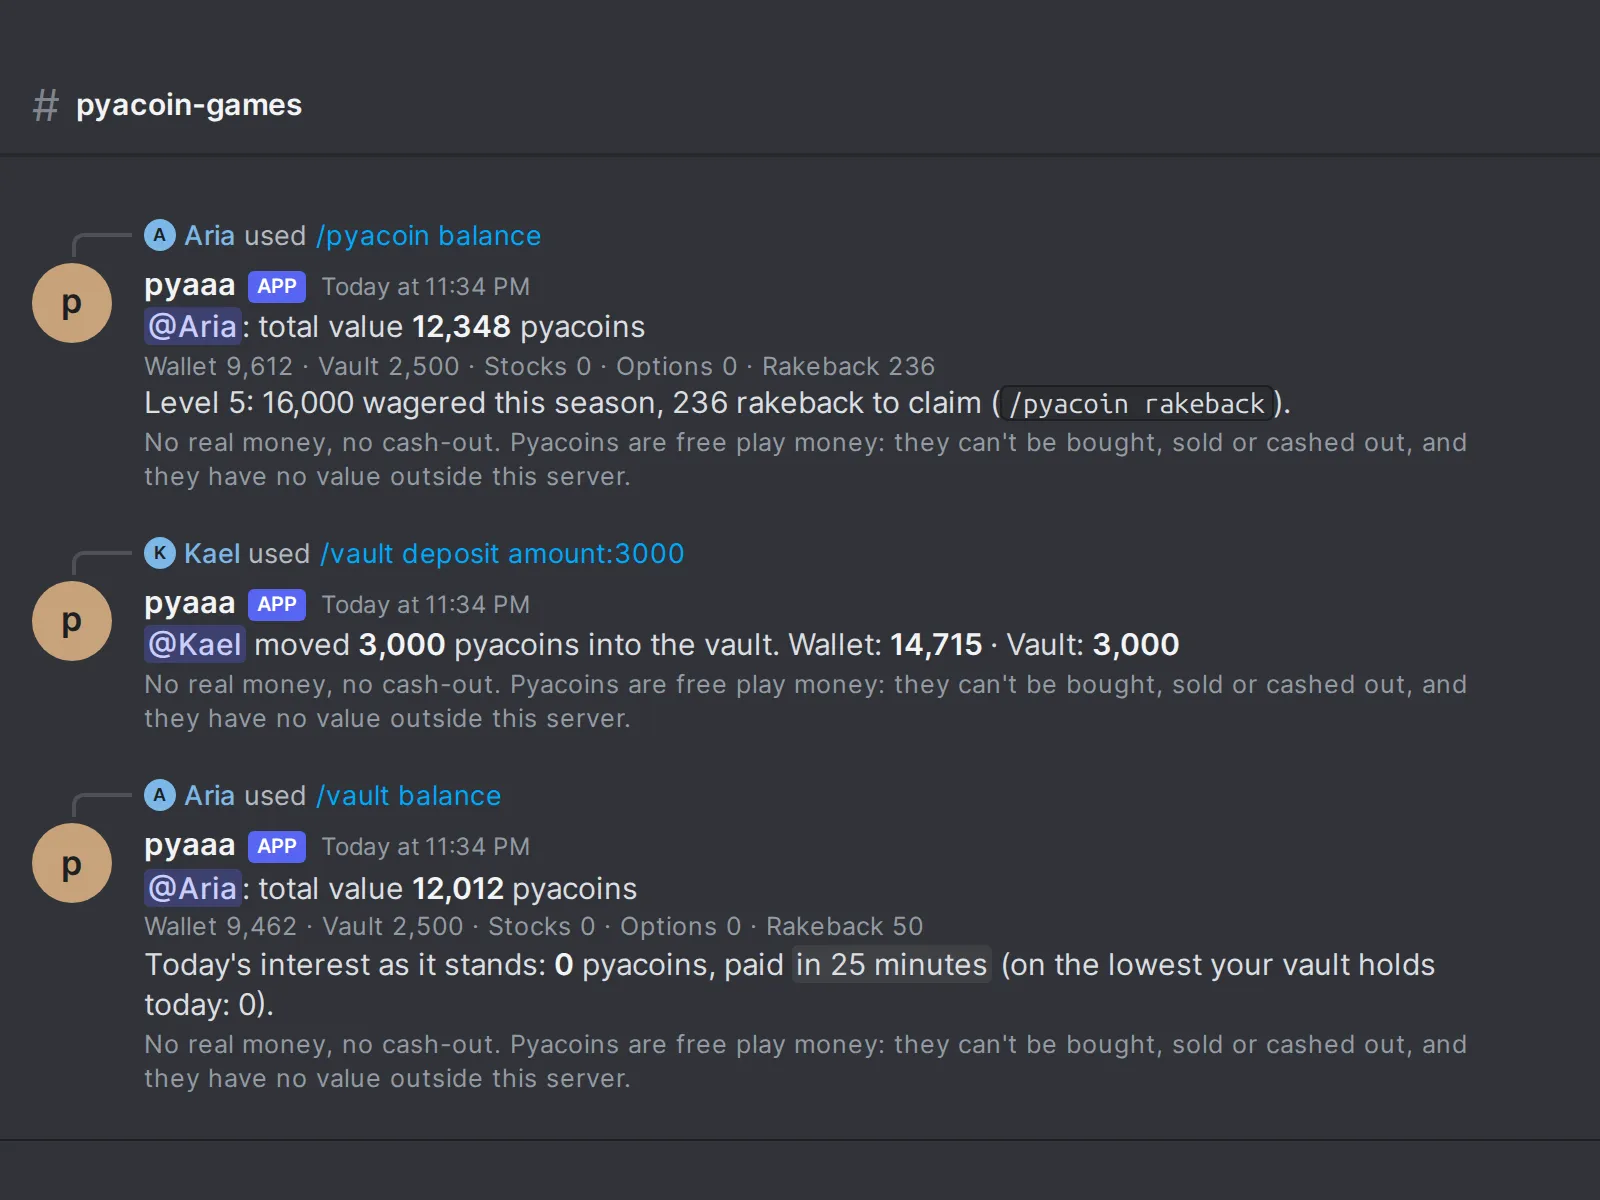 # pyacoin-games
A Aria used /pyacoin balance
p
pyaaa APP Today at 11:34 PM
@Aria: total value 12,348 pyacoins
Wallet 9,612 · Vault 2,500 · Stocks 0 · Options 0 · Rakeback 236
Level 5: 16,000 wagered this season, 236 rakeback to claim ( /pyacoin rakeback ).
No real money, no cash-out. Pyacoins are free play money: they can't be bought, sold or cashed out, and
they have no value outside this server.
K Kael used /vault deposit amount:3000
p
pyaaa APP Today at 11:34 PM
@Kael moved 3,000 pyacoins into the vault. Wallet: 14,715 · Vault: 3,000
No real money, no cash-out. Pyacoins are free play money: they can't be bought, sold or cashed out, and
they have no value outside this server.
A Aria used /vault balance
p
pyaaa APP Today at 11:34 PM
@Aria: total value 12,012 pyacoins
Wallet 9,462 · Vault 2,500 · Stocks 0 · Options 0 · Rakeback 50
Today's interest as it stands: 0 pyacoins, paid in 25 minutes (on the lowest your vault holds
today: 0).
No real money, no cash-out. Pyacoins are free play money: they can't be bought, sold or cashed out, and
they have no value outside this server.